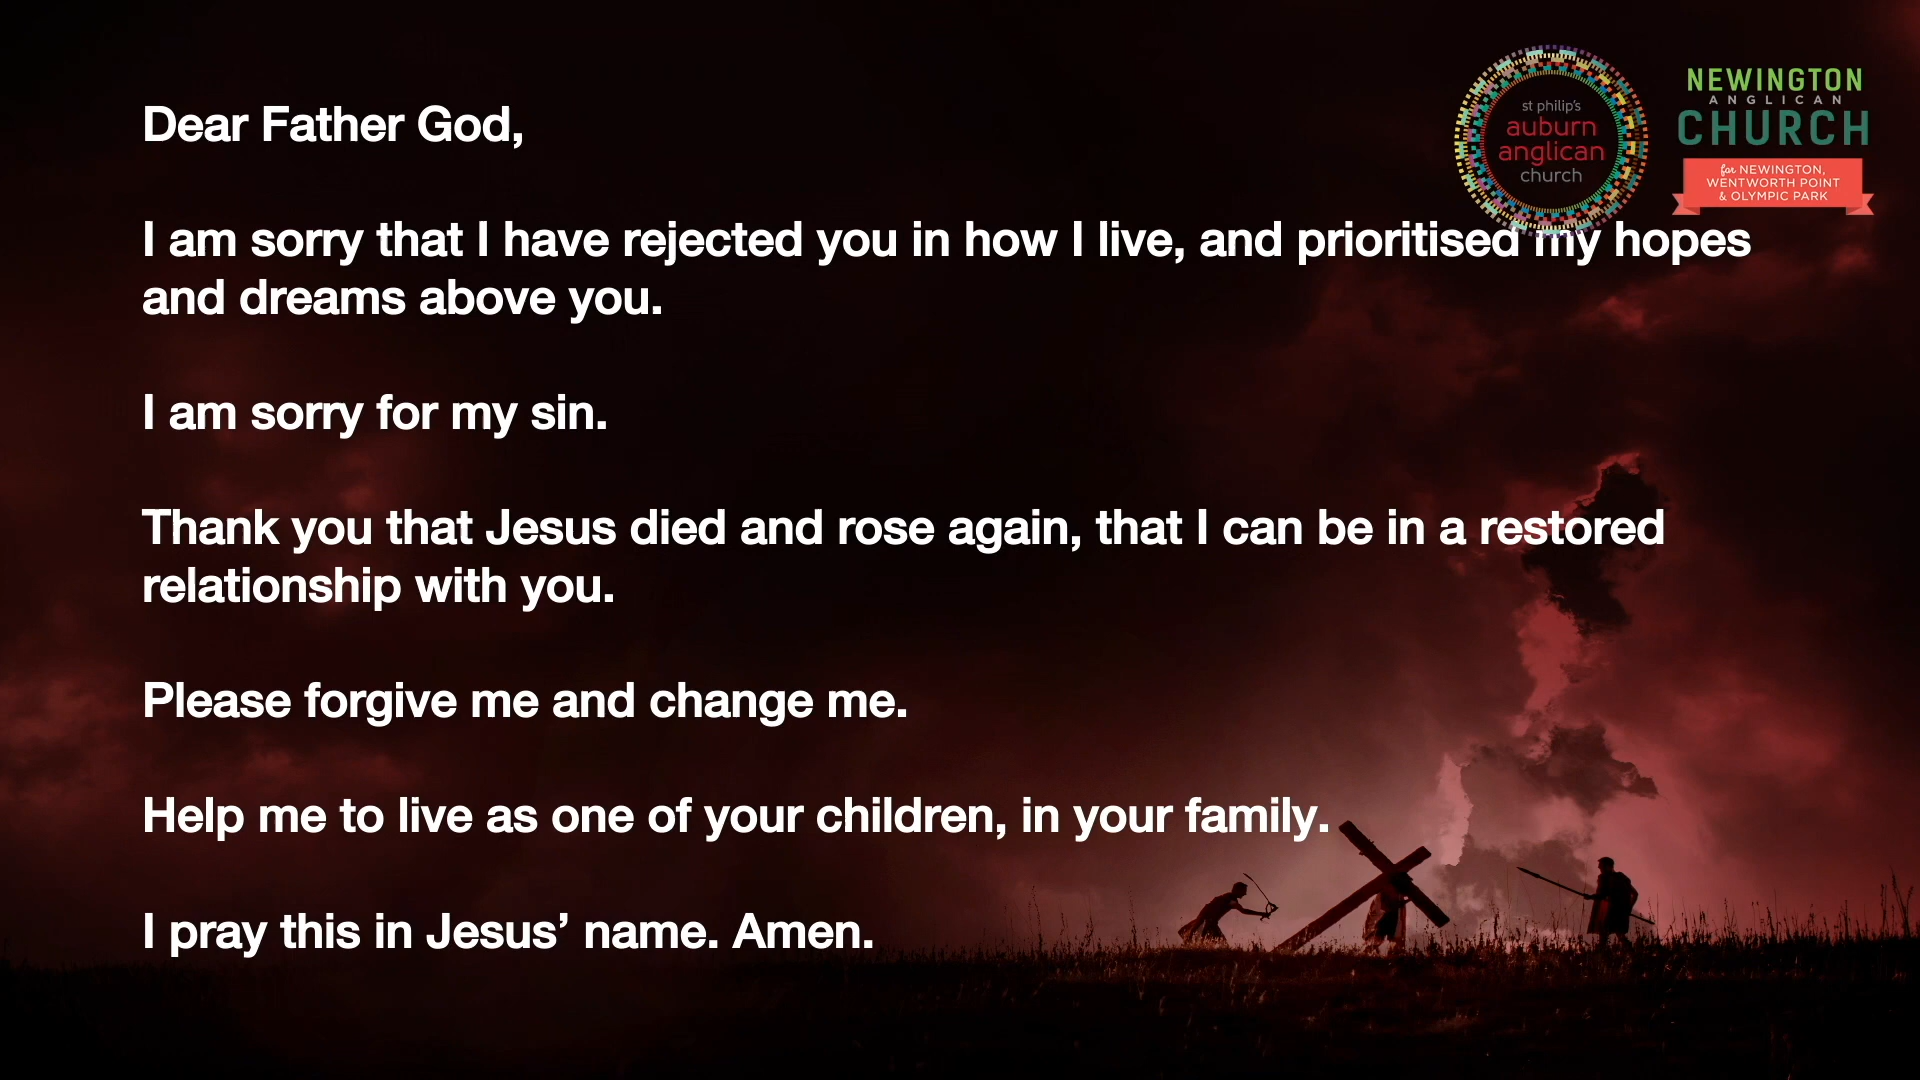 st philip's
auburn
anglican
church
NEWINGTON
ANGLICAN
CHURCH
for NEWINGTON,
WENTWORTH POINT
& OLYMPIC PARK
Dear Father God,
I am sorry that I have rejected you in how I live, and prioritised my hopes
and dreams above you.
I am sorry for my sin.
Thank you that Jesus died and rose again, that I can be in a restored
relationship with you.
Please forgive me and change me.
Help me to live as one of your children, in your family.
I pray this in Jesus’ name. Amen.